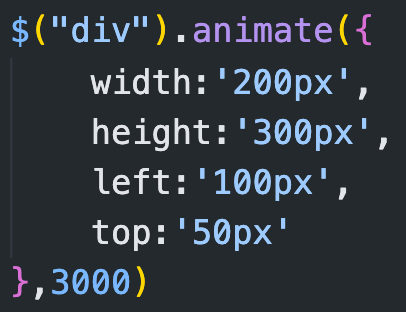 $("div").animate({
    width:'200px',
    height:'300px',
    left:'100px',
    top:'50px'
},3000)